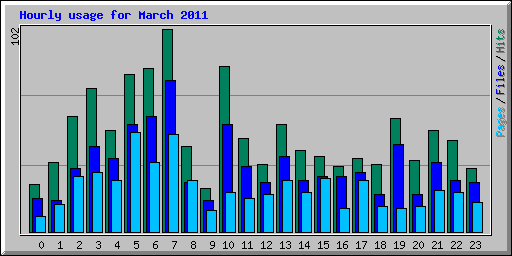 Hourly usage for March 2011
102
Pages/Files/Hits
0 1 2 3 4 5 6 7 8 9 10 11 12 13 14 15 16 17 18 19 20 21 22 23